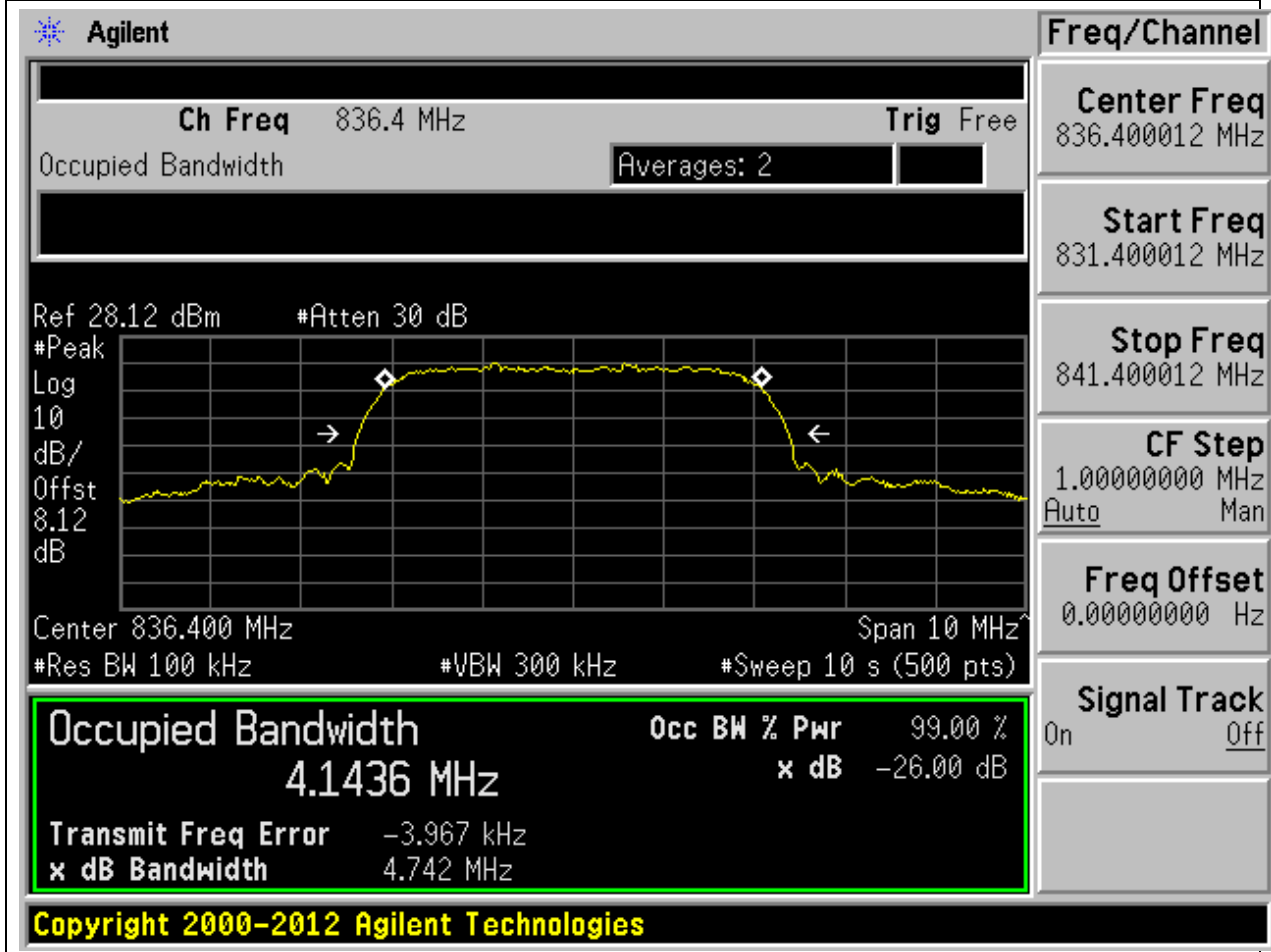 Agilent
Freq/Channel
Ch Freq 836.4 MHz Trig Free
Occupied Bandwidth Averages: 2
Center Freq
836.400012 MHz
Start Freq
831.400012 MHz
Stop Freq
841.400012 MHz
CF Step
1.00000000 MHz
Auto Man
Freq Offset
0.00000000 Hz
Signal Track
On Off
Ref 28.12 dBm #Atten 30 dB
#Peak
Log
10
dB/
Offst
8.12
dB
Center 836.400 MHz Span 10 MHz^
#Res BW 100 kHz #VBW 300 kHz #Sweep 10 s (500 pts)
Occupied Bandwidth Occ BW % Pwr 99.00 %
4.1436 MHz x dB -26.00 dB
Transmit Freq Error -3.967 kHz
x dB Bandwidth 4.742 MHz
Copyright 2000-2012 Agilent Technologies